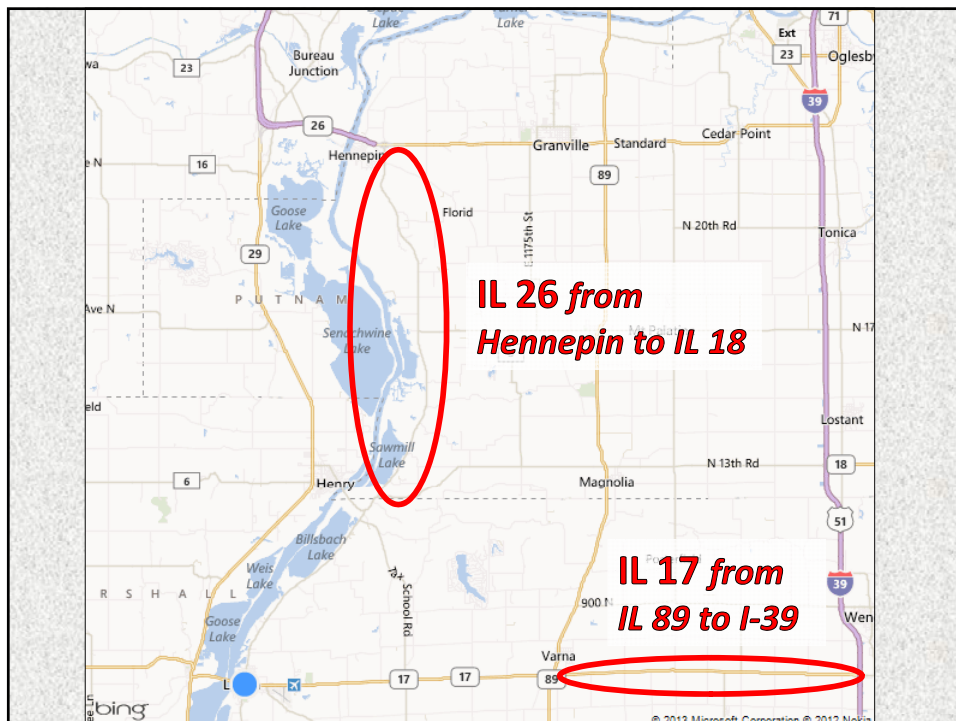 Lake
Lake
71
Bureau
Junction
Ext
23
Oglesby
23
39
26
Cedar Point
Hennepin
Granville
Standard
16
89
Goose
Lake
Florid
N 20th Rd
E 1175th St
Tonica
29
PUTNAM
IL 26 from
Hennepin to IL 18
Ave N
N 17
Senachwine
Lake
Lostant
Sawmill
Lake
N 13th Rd
18
6
Henry
Magnolia
51
Billsbach
Lake
IL 17 from
IL 89 to I-39
Weis
Lake
39
RSHALL
School Rd
900 N
Wen
Goose
Lake
Varna
L
17
17
89
bing
© 2013 Microsoft Corporation © 2012 Nokia